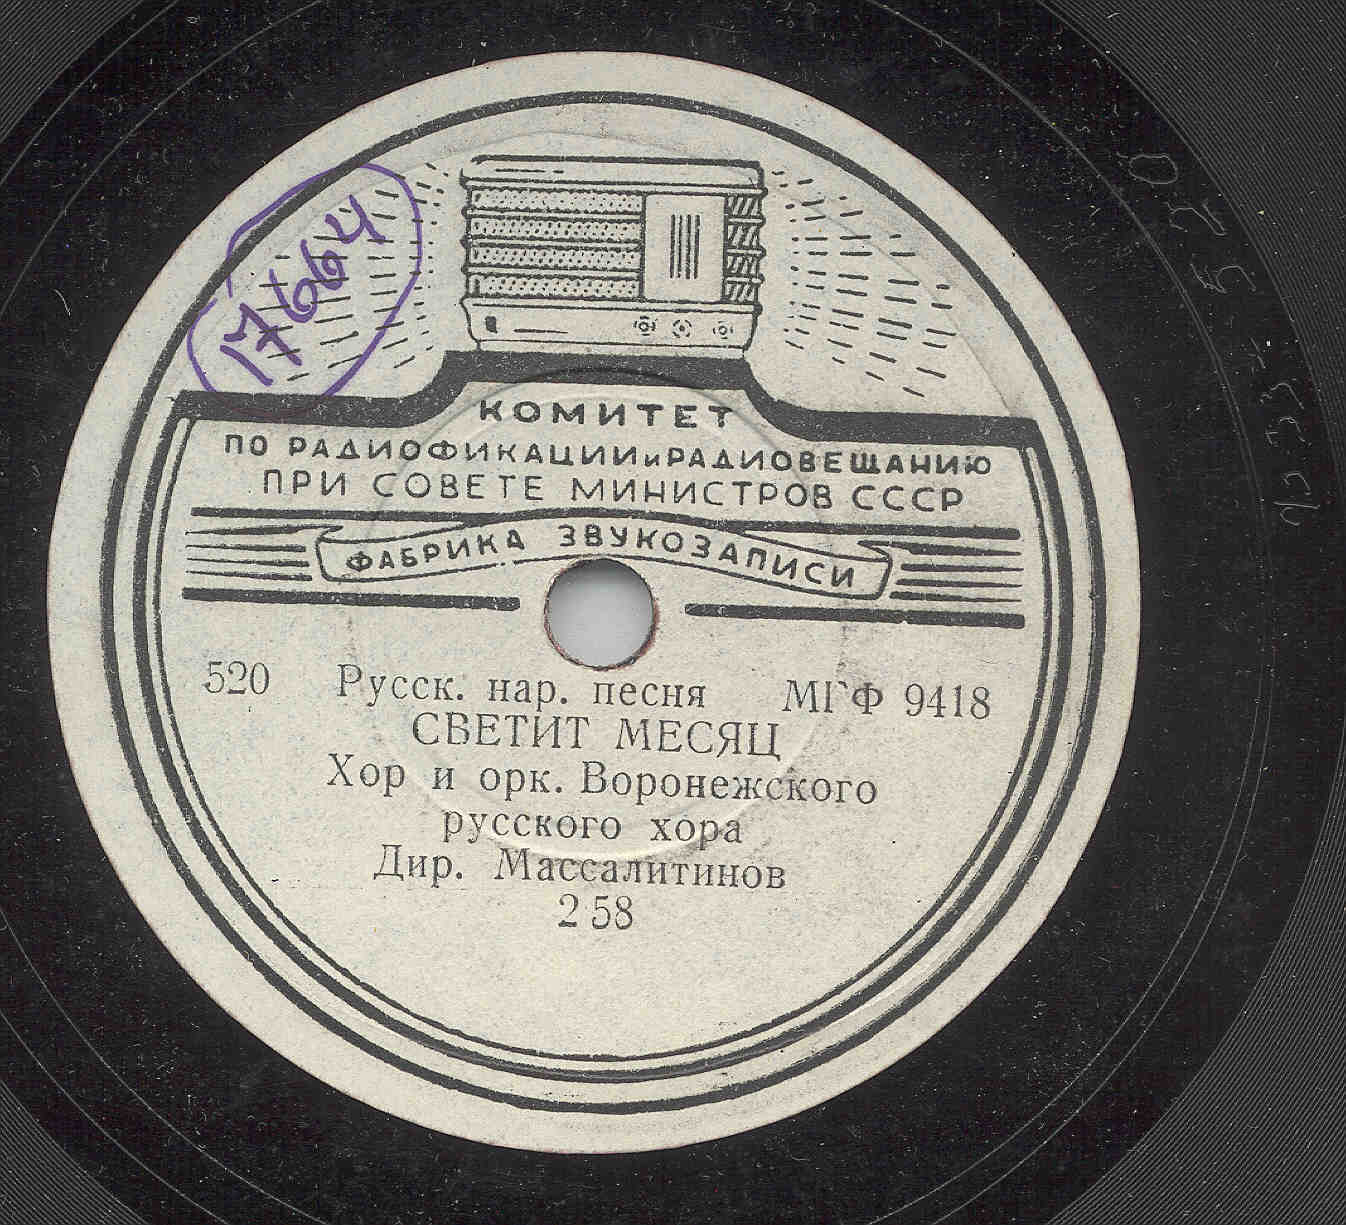 17664
КОМИТЕТ
ПО РАДИОФИКАЦИИ и РАДИОВЕЩАНИЮ
ПРИ СОВЕТЕ МИНИСТРОВ СССР
ФАБРИКА ЗВУКОЗАПИСИ
520 Русск. нар. песня МГФ 9418
СВЕТИТ МЕСЯЦ
Хор и орк. Воронежского
русского хора
Дир. Массалитинов
2 58